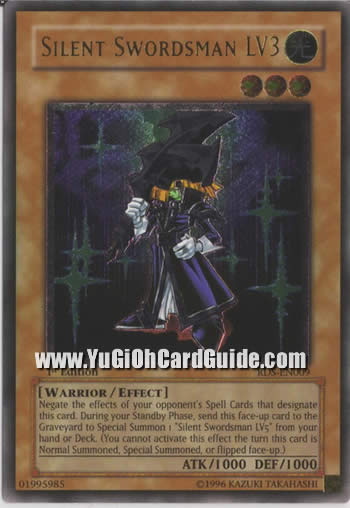 SILENT SWORDSMAN LV3
www.YuGiOhCardGuide.com
1st Edition
RDS-EN009
[WARRIOR / EFFECT]
Negate the effects of your opponent's Spell Cards that designate
this card. During your Standby Phase, send this face-up card to the
Graveyard to Special Summon 1 "Silent Swordsman LV5" from
your hand or Deck. (You cannot activate this effect the turn this card is
Normal Summoned, Special Summoned, or flipped face-up.)
ATK/1000 DEF/1000
01995985
©1996 KAZUKI TAKAHASHI